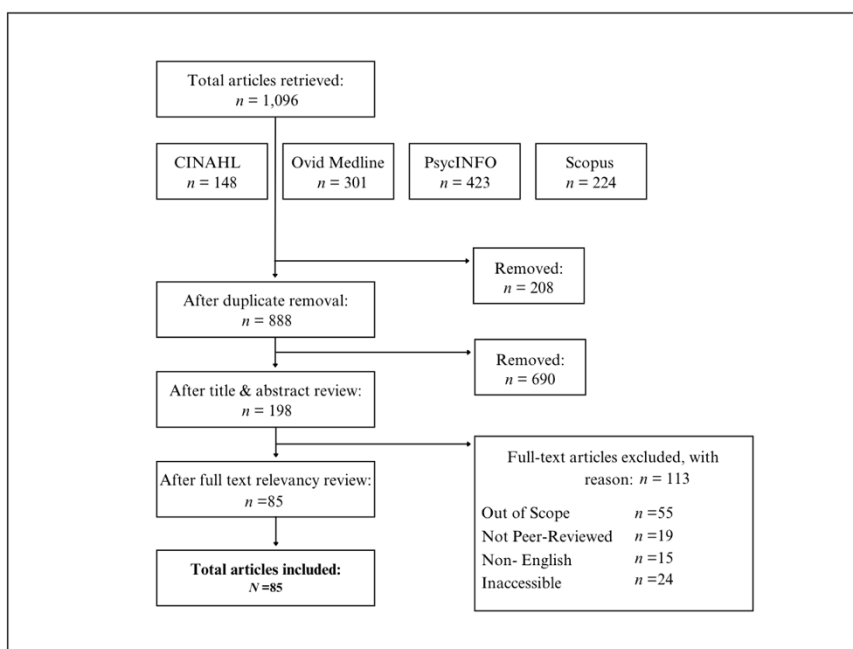 Total articles retrieved:
n = 1,096
CINAHL
n = 148
Ovid Medline
n = 301
PsycINFO
n = 423
Scopus
n = 224
Removed:
n = 208
After duplicate removal:
n = 888
Removed:
n = 690
After title & abstract review:
n = 198
Full-text articles excluded, with
reason: n = 113
Out of Scope n =55
Not Peer-Reviewed n =19
Non- English n =15
Inaccessible n =24
After full text relevancy review:
n =85
Total articles included:
N =85